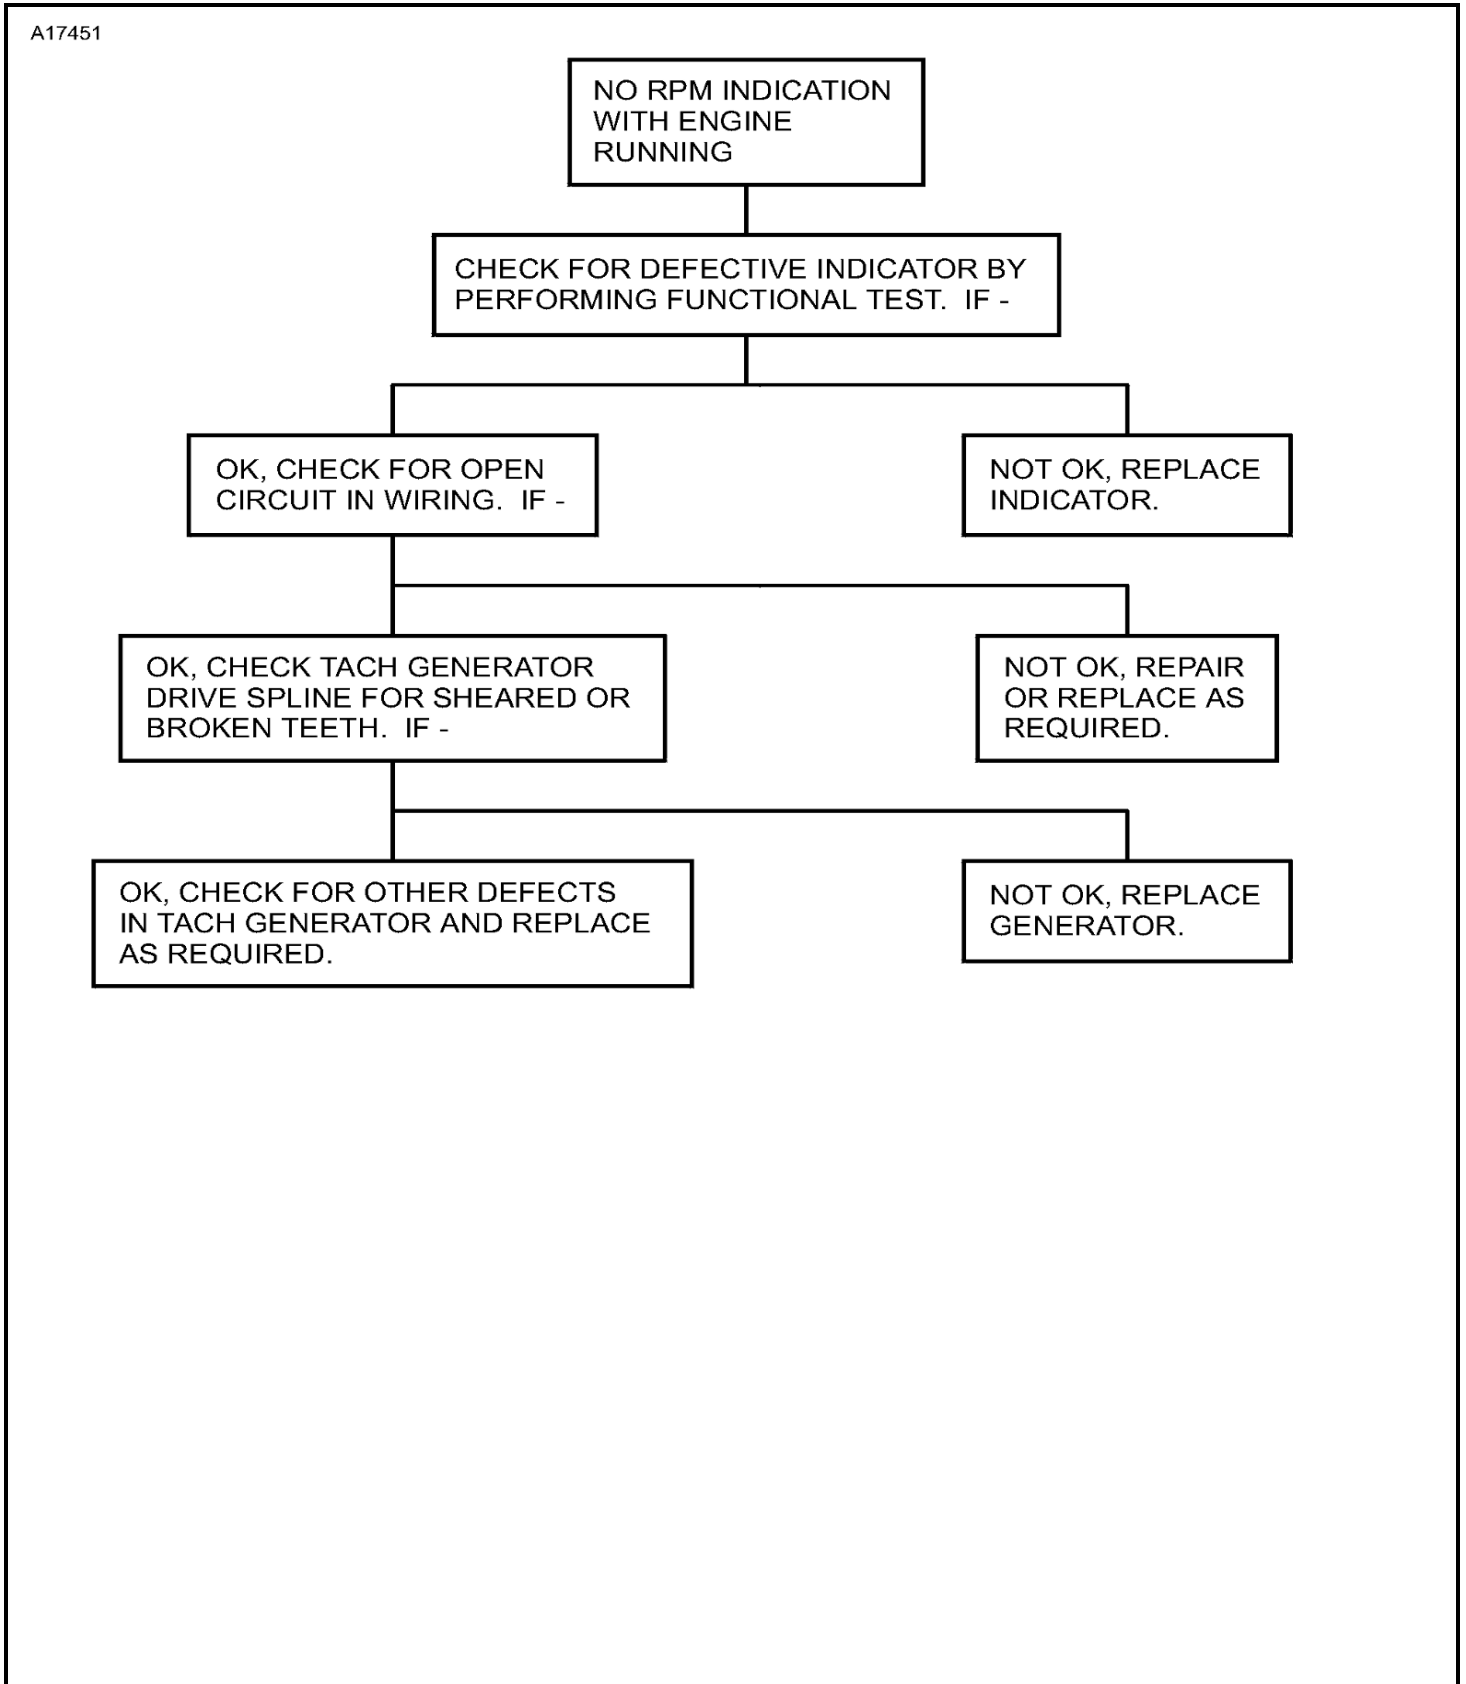 A17451
NO RPM INDICATION
WITH ENGINE
RUNNING
CHECK FOR DEFECTIVE INDICATOR BY
PERFORMING FUNCTIONAL TEST.  IF -
OK, CHECK FOR OPEN
CIRCUIT IN WIRING.  IF -
NOT OK, REPLACE
INDICATOR.
OK, CHECK TACH GENERATOR
DRIVE SPLINE FOR SHEARED OR
BROKEN TEETH.  IF -
NOT OK, REPAIR
OR REPLACE AS
REQUIRED.
OK, CHECK FOR OTHER DEFECTS
IN TACH GENERATOR AND REPLACE
AS REQUIRED.
NOT OK, REPLACE
GENERATOR.